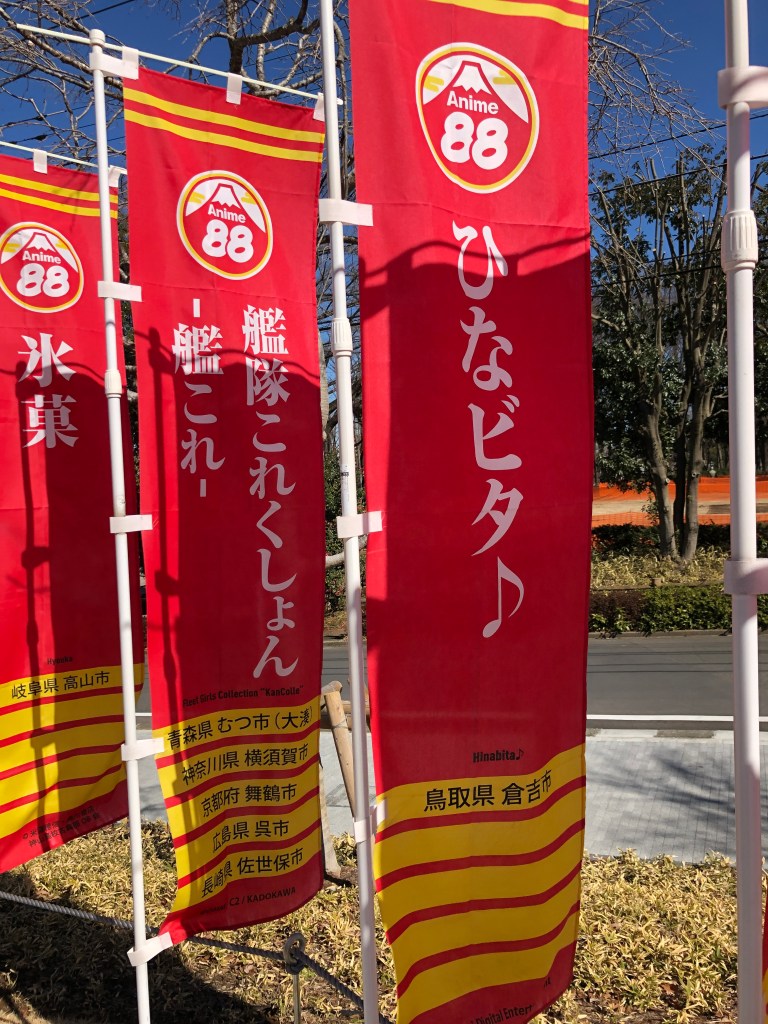 Anime
88
氷菓
Hyouka
岐阜県 高山市
Anime
88
艦隊これくしょん
-艦これ-
Fleet Girls Collection "KanColle"
青森県 むつ市（大湊）
神奈川県 横須賀市
京都府 舞鶴市
広島県 呉市
長崎県 佐世保市
C2 / KADOKAWA
Anime
88
ひなビタ♪
Hinabita♪
鳥取県 倉吉市
Digital